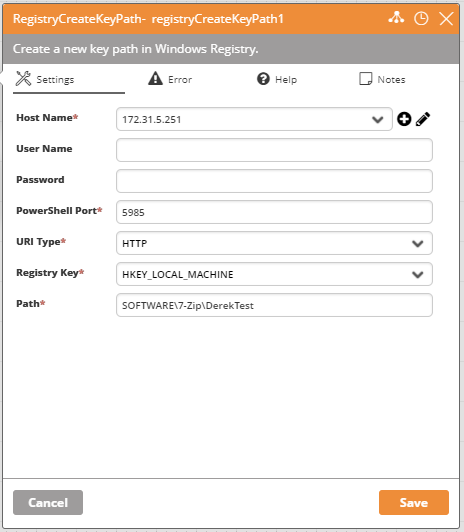 RegistryCreateKeyPath- registryCreateKeyPath1
Create a new key path in Windows Registry.
Settings Error Help Notes
Host Name* 172.31.5.251
User Name
Password
PowerShell Port* 5985
URI Type* HTTP
Registry Key* HKEY_LOCAL_MACHINE
Path* SOFTWARE\7-Zip\DerekTest
Cancel Save